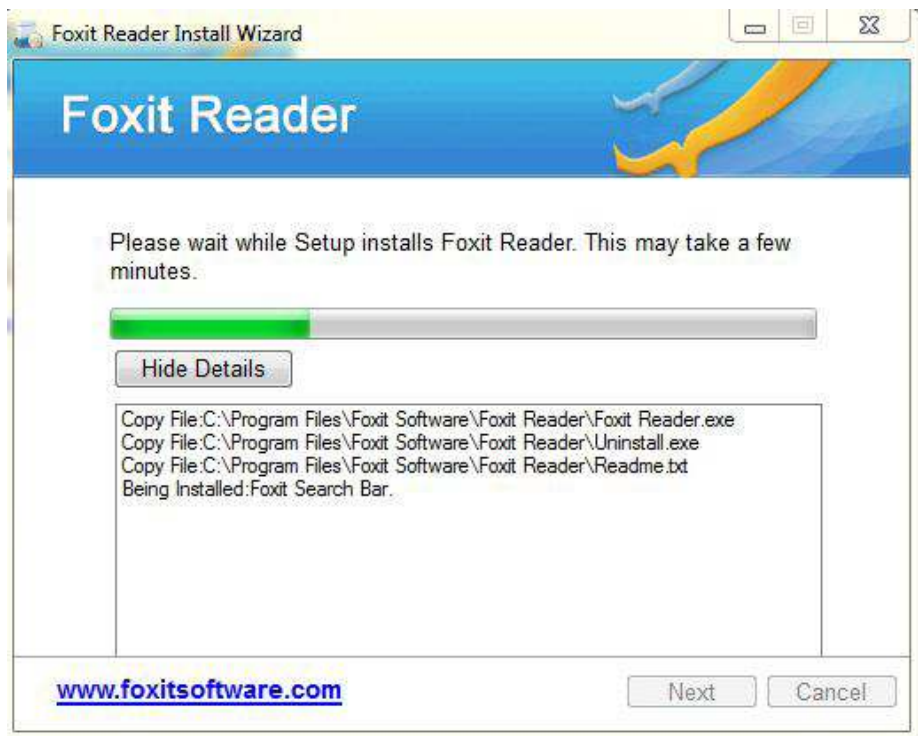 Foxit Reader Install Wizard
Foxit Reader
Please wait while Setup installs Foxit Reader. This may take a few
minutes.
Hide Details
Copy File:C:\Program Files\Foxit Software\Foxit Reader\Foxit Reader.exe
Copy File:C:\Program Files\Foxit Software\Foxit Reader\Uninstall.exe
Copy File:C:\Program Files\Foxit Software\Foxit Reader\Readme.txt
Being Installed:Foxit Search Bar.
www.foxitsoftware.com
Next
Cancel